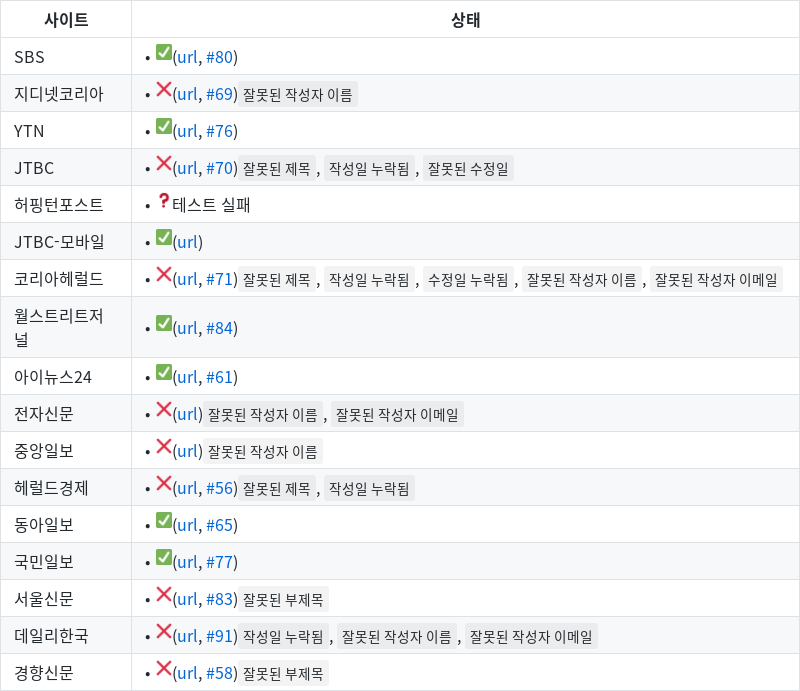 사이트 상태
SBS • ✅(url, #80)
지디넷코리아 • ❌(url, #69) 잘못된 작성자 이름
YTN • ✅(url, #76)
JTBC • ❌(url, #70) 잘못된 제목 , 작성일 누락됨 , 잘못된 수정일
허핑턴포스트 • ❓테스트 실패
JTBC-모바일 • ✅(url)
코리아헤럴드 • ❌(url, #71) 잘못된 제목 , 작성일 누락됨 , 수정일 누락됨 , 잘못된 작성자 이름 , 잘못된 작성자 이메일
월스트리트저
널 • ✅(url, #84)
아이뉴스24 • ✅(url, #61)
전자신문 • ❌(url) 잘못된 작성자 이름 , 잘못된 작성자 이메일
중앙일보 • ❌(url) 잘못된 작성자 이름
헤럴드경제 • ❌(url, #56) 잘못된 제목 , 작성일 누락됨
동아일보 • ✅(url, #65)
국민일보 • ✅(url, #77)
서울신문 • ❌(url, #83) 잘못된 부제목
데일리한국 • ❌(url, #91) 작성일 누락됨 , 잘못된 작성자 이름 , 잘못된 작성자 이메일
경향신문 • ❌(url, #58) 잘못된 부제목